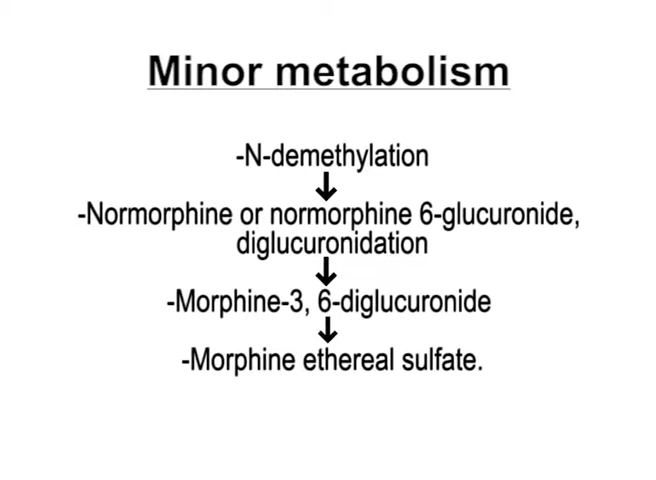 Minor metabolism
-N-demethylation
-Normorphine or normorphine 6-glucuronide,
diglucuronidation
-Morphine-3, 6-diglucuronide
-Morphine ethereal sulfate.